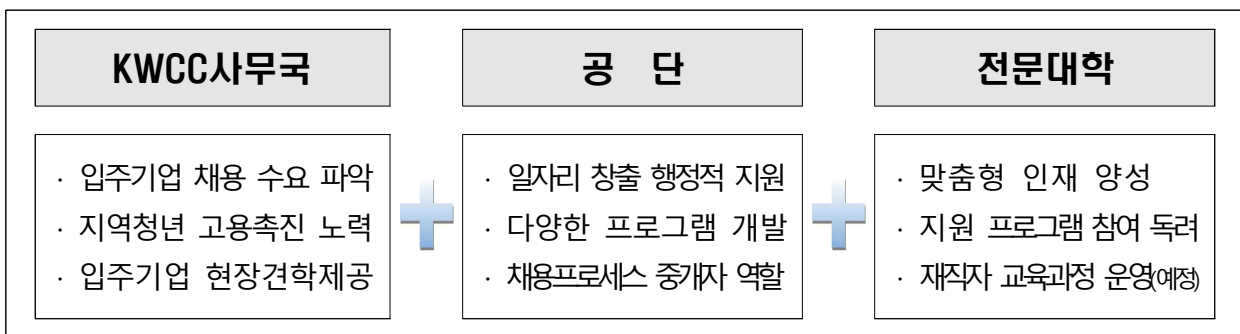 KWCC사무국
· 입주기업 채용 수요 파악
· 지역청년 고용촉진 노력
· 입주기업 현장견학제공
공 단
· 일자리 창출 행정적 지원
· 다양한 프로그램 개발
· 채용프로세스 중개자 역할
전문대학
· 맞춤형 인재 양성
· 지원 프로그램 참여 독려
· 재직자 교육과정 운영(예정)